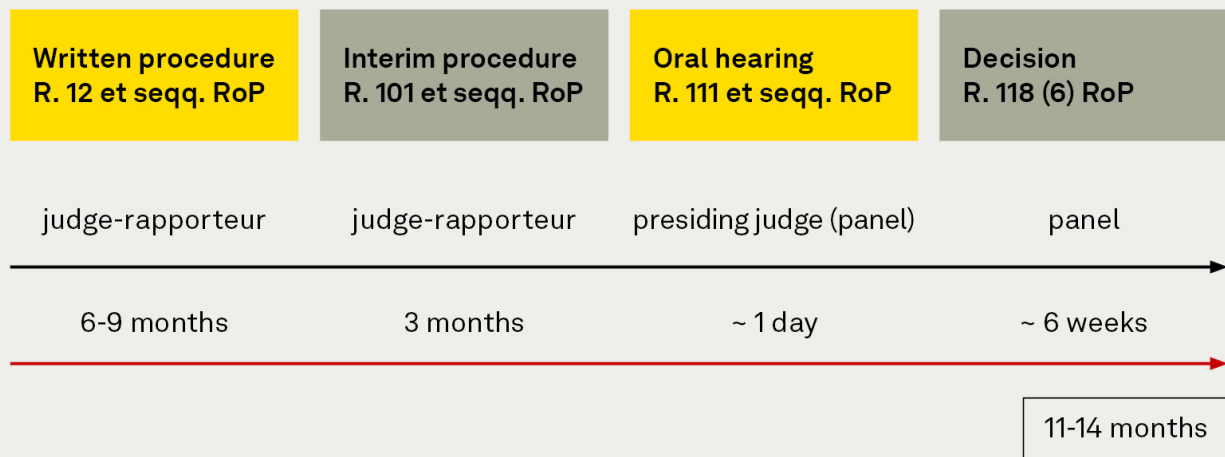 Written procedure
R. 12 et seqq. RoP
Interim procedure
R. 101 et seqq. RoP
Oral hearing
R. 111 et seqq. RoP
Decision
R. 118 (6) RoP
judge-rapporteur
judge-rapporteur
presiding judge (panel)
panel
6-9 months
3 months
~ 1 day
~ 6 weeks
11-14 months